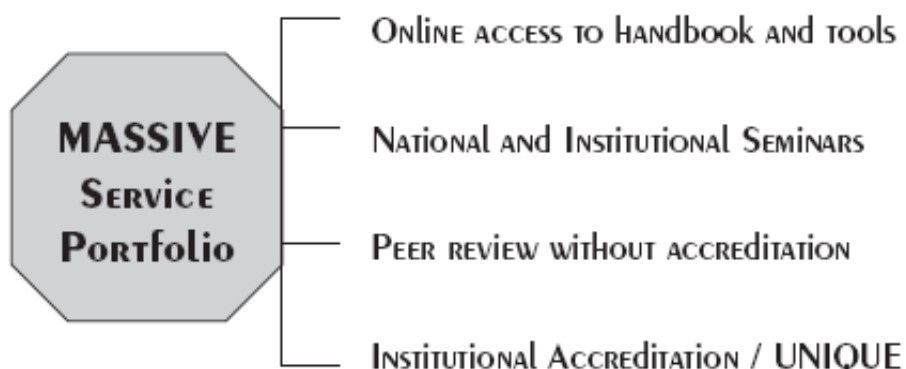 MASSIVE
Service
Portfolio
Online access to handbook and tools
National and Institutional Seminars
Peer review without accreditation
Institutional Accreditation / UNIQUE